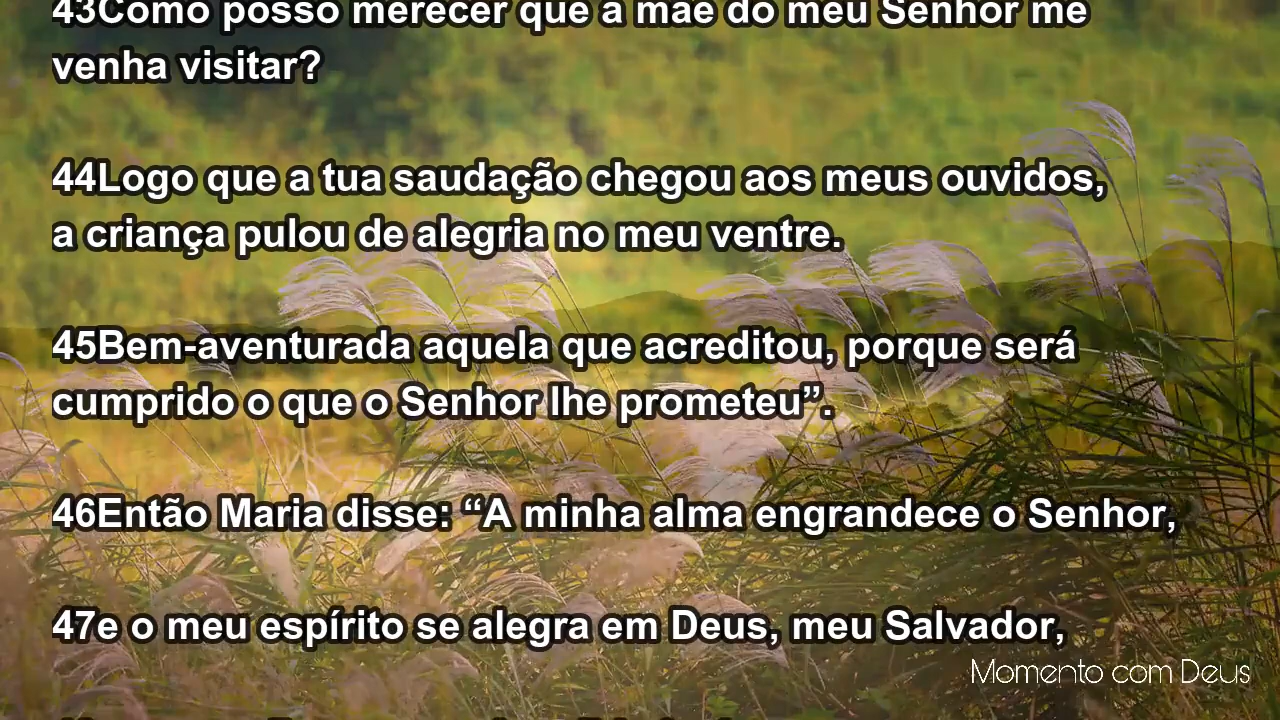 43Como posso merecer que a mãe do meu Senhor me
venha visitar?
44Logo que a tua saudação chegou aos meus ouvidos,
a criança pulou de alegria no meu ventre.
45Bem-aventurada aquela que acreditou, porque será
cumprido o que o Senhor lhe prometeu”.
46Então Maria disse: “A minha alma engrandece o Senhor,
47e o meu espírito se alegra em Deus, meu Salvador,
Momento com Deus